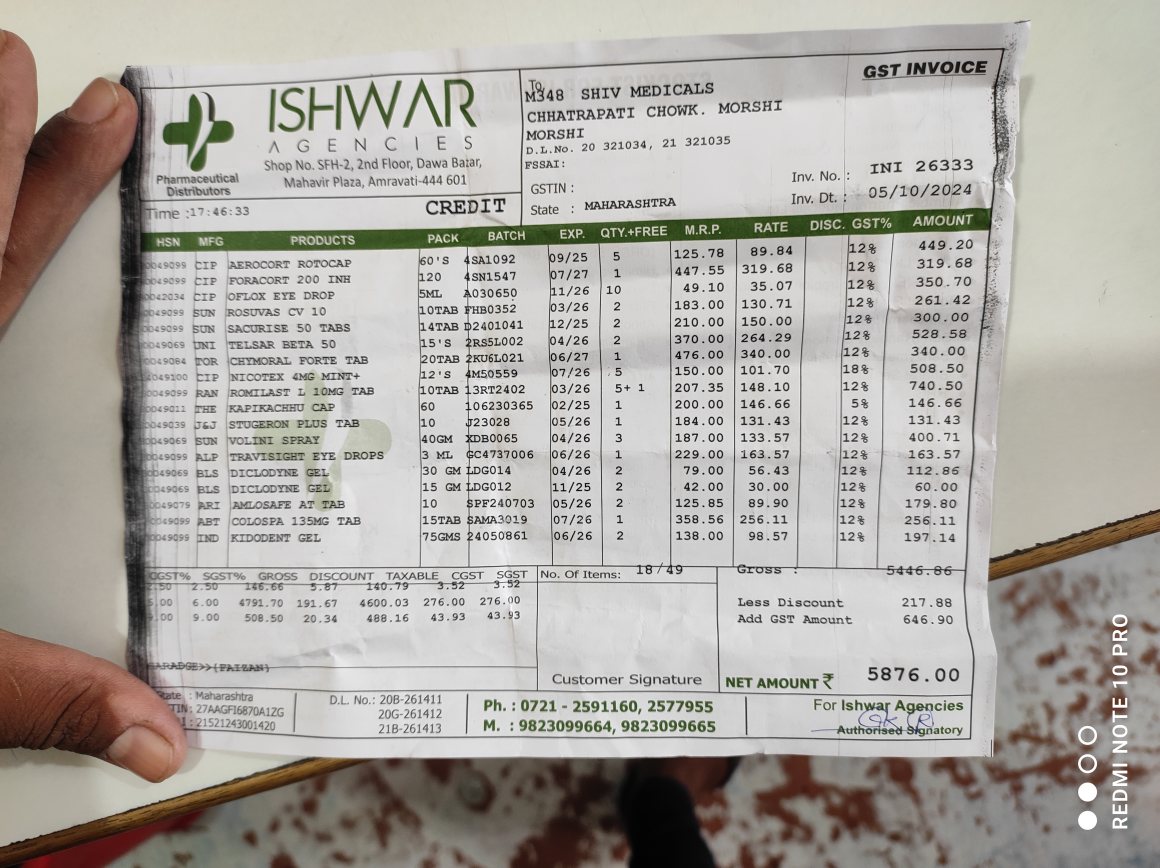 GST INVOICE
ISHWAR
AGENCIES
Pharmaceutical
Distributors
Shop No. SFH-2, 2nd Floor, Dawa Bazar,
Mahavir Plaza, Amravati-444 601
Time :17:46:33
CREDIT
To,
M348 SHIV MEDICALS
CHHATRAPATI CHOWK. MORSHI
MORSHI
D.L.No. 20 321034, 21 321035
FSSAI:
GSTIN :
State : MAHARASHTRA
Inv. No. : INI 26333
Inv. Dt. : 05/10/2024
HSN MFG PRODUCTS PACK BATCH EXP. QTY.+FREE M.R.P. RATE DISC. GST% AMOUNT
CIP AEROCORT ROTOCAP 60'S 4SA1092 09/25 5 125.78 89.84 12% 449.20
CIP FORACORT 200 INH 120 4SN1547 07/27 1 447.55 319.68 12% 319.68
CIP OFLOX EYE DROP 5ML A030650 11/26 10 49.10 35.07 12% 350.70
SUN ROSUVAS CV 10 10TAB FHB0352 03/26 2 183.00 130.71 12% 261.42
SUN SACURISE 50 TABS 14TAB D2401041 12/25 2 210.00 150.00 12% 300.00
UNI TELSAR BETA 50 15'S 2RS5L002 04/26 2 370.00 264.29 12% 528.58
TOR CHYMORAL FORTE TAB 20TAB 2KU6L021 06/27 1 476.00 340.00 12% 340.00
CIP NICOTEX 4MG MINT+ 12'S 4M50559 07/26 5 150.00 101.70 18% 508.50
RAN ROMILAST L 10MG TAB 10TAB 13RT2402 03/26 5+ 1 207.35 148.10 12% 740.50
THE KAPIKACHHU CAP 60 106230365 02/25 1 200.00 146.66 5% 146.66
J&J STUGERON PLUS TAB 10 J23028 05/26 1 184.00 131.43 12% 131.43
SUN VOLINI SPRAY 40GM XDB0065 04/26 3 187.00 133.57 12% 400.71
ALP TRAVISIGHT EYE DROPS 3 ML GC4737006 06/26 1 229.00 163.57 12% 163.57
BLS DICLODYNE GEL 30 GM LDG014 04/26 2 79.00 56.43 12% 112.86
BLS DICLODYNE GEL 15 GM LDG012 11/25 2 42.00 30.00 12% 60.00
ARI AMLOSAFE AT TAB 10 SPF240703 05/26 2 125.85 89.90 12% 179.80
ABT COLOSPA 135MG TAB 15TAB SAMA3019 07/26 1 358.56 256.11 12% 256.11
IND KIDODENT GEL 75GMS 24050861 06/26 2 138.00 98.57 12% 197.14
CGST% SGST% GROSS DISCOUNT TAXABLE CGST SGST
2.50 2.50 146.66 5.87 140.79 3.52 3.52
6.00 4791.70 191.67 4600.03 276.00 276.00
9.00 508.50 20.34 488.16 43.93 43.93
No. Of Items: 18/49
Gross : 5446.86
Less Discount 217.88
Add GST Amount 646.90
Customer Signature
NET AMOUNT ₹ 5876.00
State : Maharashtra
27AAGFI6870A1ZG
21521243001420
D.L. No.: 20B-261411
20G-261412
21B-261413
Ph. : 0721 - 2591160, 2577955
M. : 9823099664, 9823099665
For Ishwar Agencies
Authorised Signatory
REDMI NOTE 10 PRO